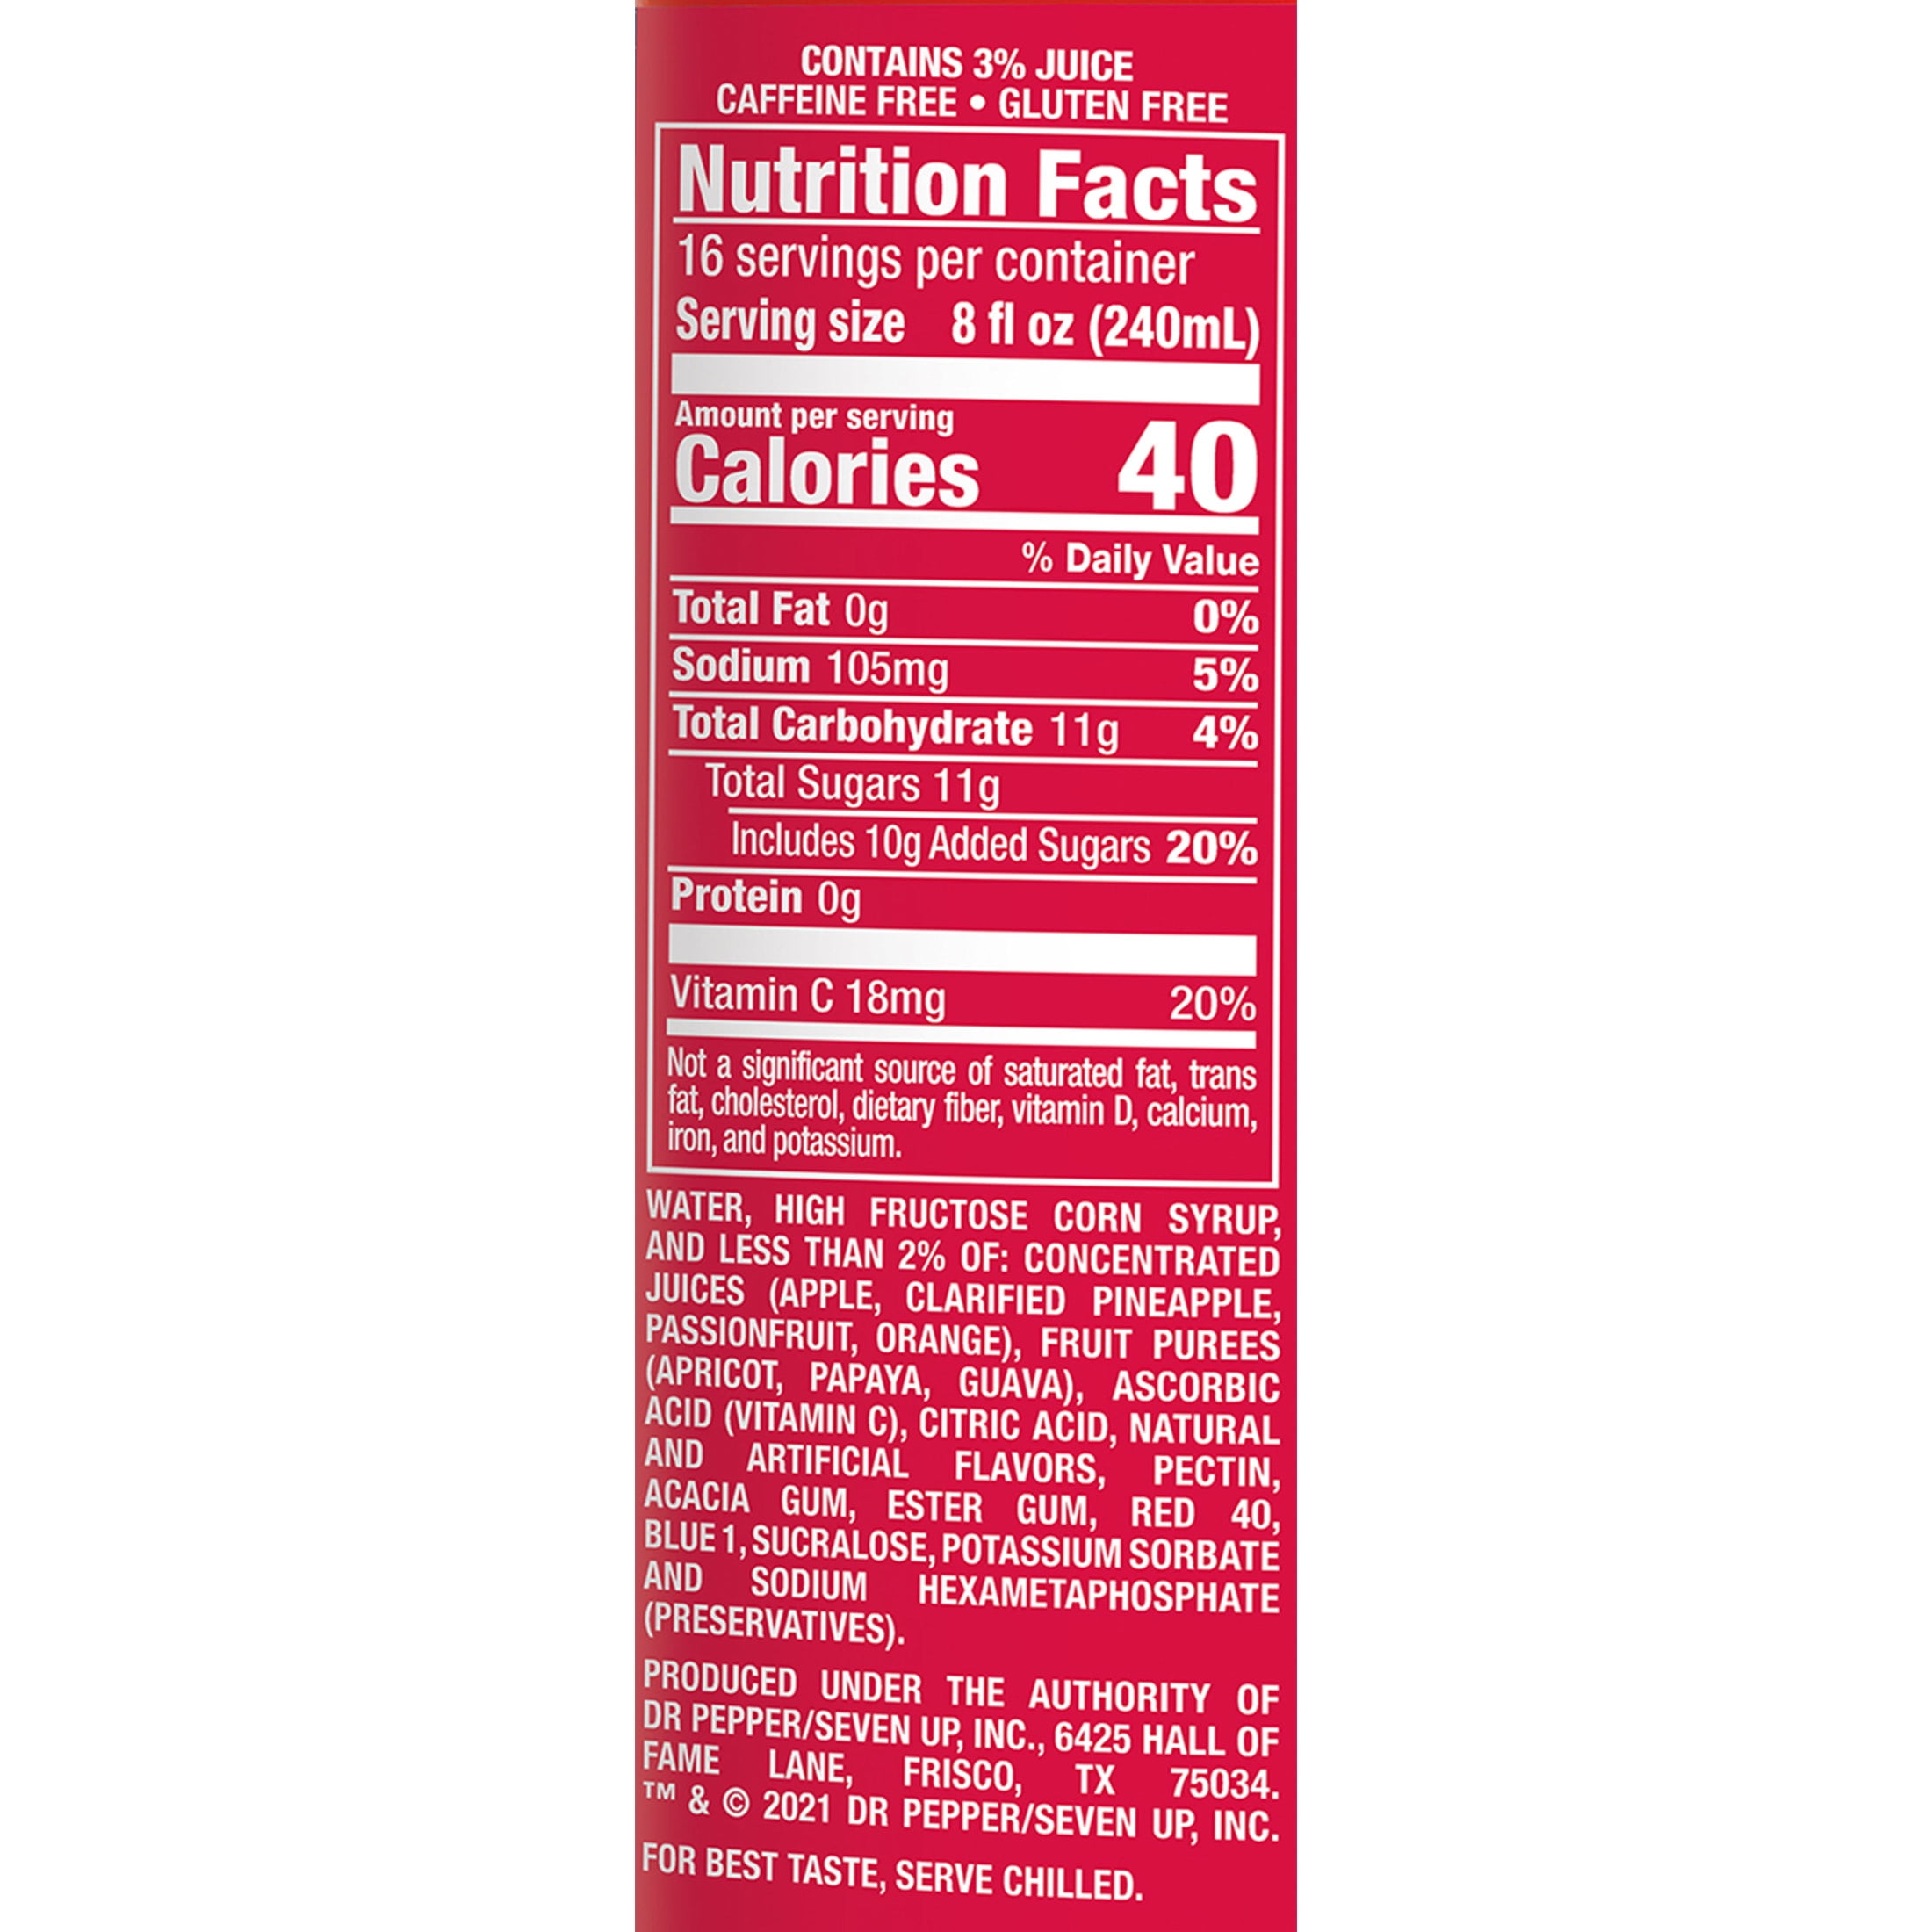 CONTAINS 3% JUICE
CAFFEINE FREE • GLUTEN FREE
Nutrition Facts
16 servings per container
Serving size 8 fl oz (240mL)
Amount per serving
Calories 40
% Daily Value
Total Fat 0g 0%
Sodium 105mg 5%
Total Carbohydrate 11g 4%
Total Sugars 11g
Includes 10g Added Sugars 20%
Protein 0g
Vitamin C 18mg 20%
Not a significant source of saturated fat, trans
fat, cholesterol, dietary fiber, vitamin D, calcium,
iron, and potassium.
WATER, HIGH FRUCTOSE CORN SYRUP,
AND LESS THAN 2% OF: CONCENTRATED
JUICES (APPLE, CLARIFIED PINEAPPLE,
PASSIONFRUIT, ORANGE), FRUIT PUREES
(APRICOT, PAPAYA, GUAVA), ASCORBIC
ACID (VITAMIN C), CITRIC ACID, NATURAL
AND ARTIFICIAL FLAVORS, PECTIN,
ACACIA GUM, ESTER GUM, RED 40,
BLUE 1, SUCRALOSE, POTASSIUM SORBATE
AND SODIUM HEXAMETAPHOSPHATE
(PRESERVATIVES).
PRODUCED UNDER THE AUTHORITY OF
DR PEPPER/SEVEN UP, INC., 6425 HALL OF
FAME LANE, FRISCO, TX 75034.
™ & © 2021 DR PEPPER/SEVEN UP, INC.
FOR BEST TASTE, SERVE CHILLED.